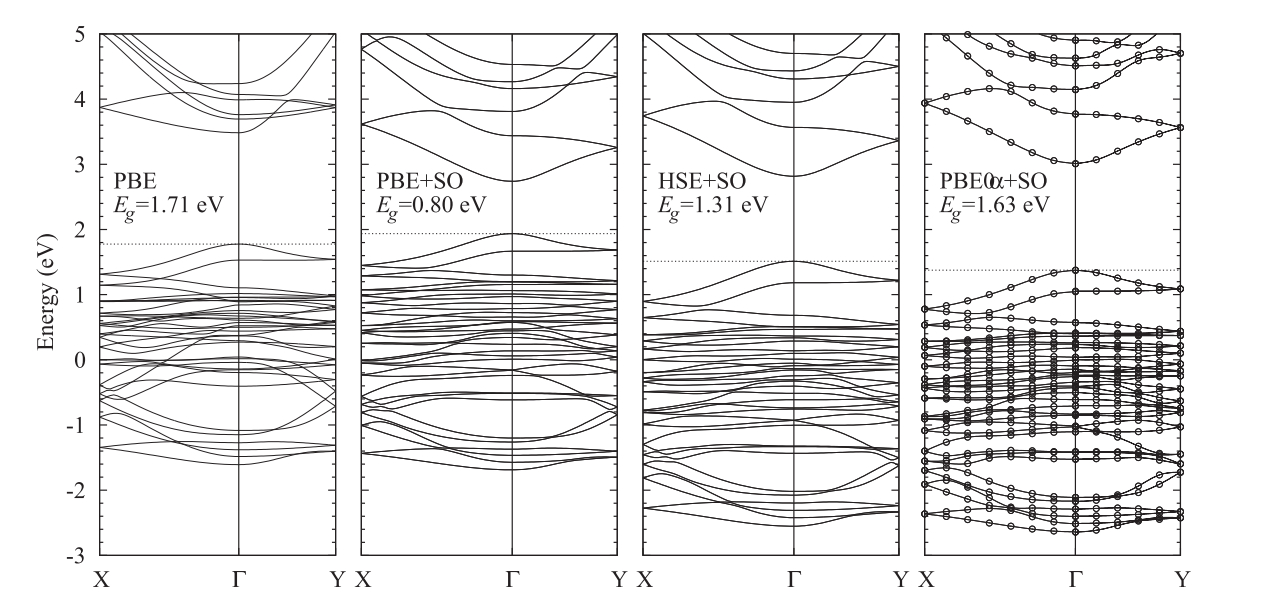 5
4
3
2
1
0
-1
-2
-3
Energy (eV)
PBE
Eg=1.71 eV
X Γ Y
PBE+SO
Eg=0.80 eV
X Γ Y
HSE+SO
Eg=1.31 eV
X Γ Y
PBE0α+SO
Eg=1.63 eV
X Γ Y